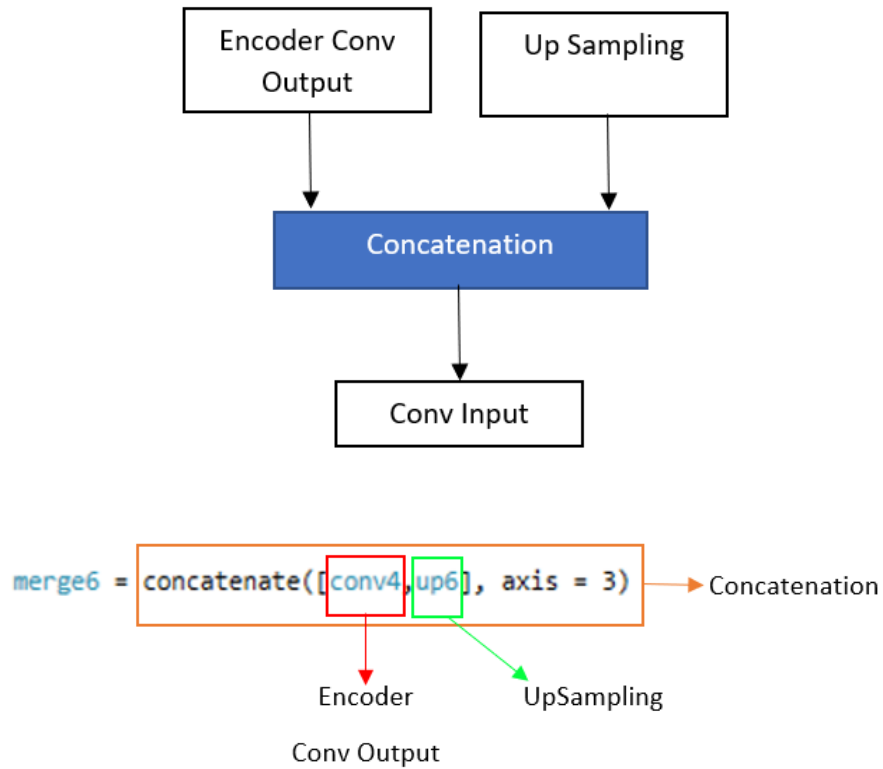 Encoder Conv
Output
Up Sampling
Concatenation
Conv Input
merge6 = concatenate([conv4,up6], axis = 3)
Concatenation
Encoder
Conv Output
UpSampling